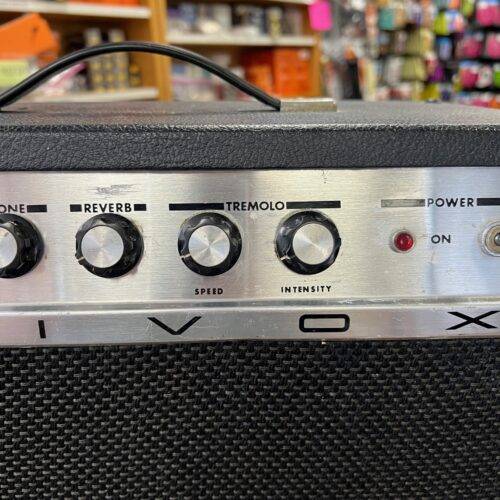 ONE REVERB TREMOLO POWER
ON
SPEED INTENSITY
I V O X